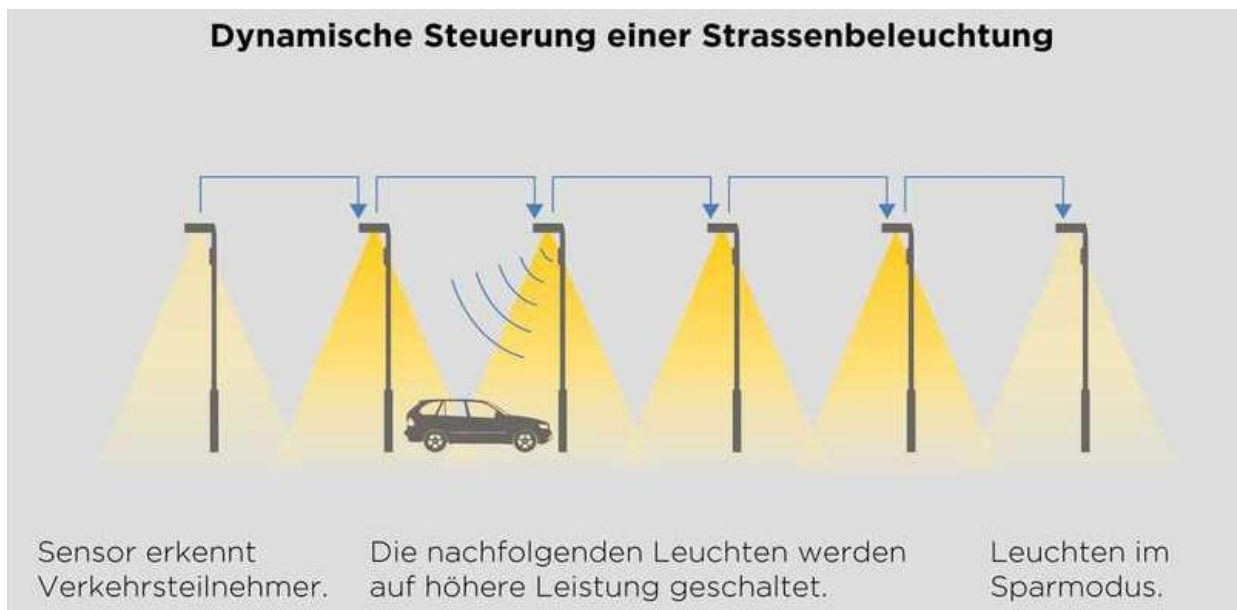 Dynamische Steuerung einer Strassenbeleuchtung
Sensor erkennt
Verkehrsteilnehmer.
Die nachfolgenden Leuchten werden
auf höhere Leistung geschaltet.
Leuchten im
Sparmodus.